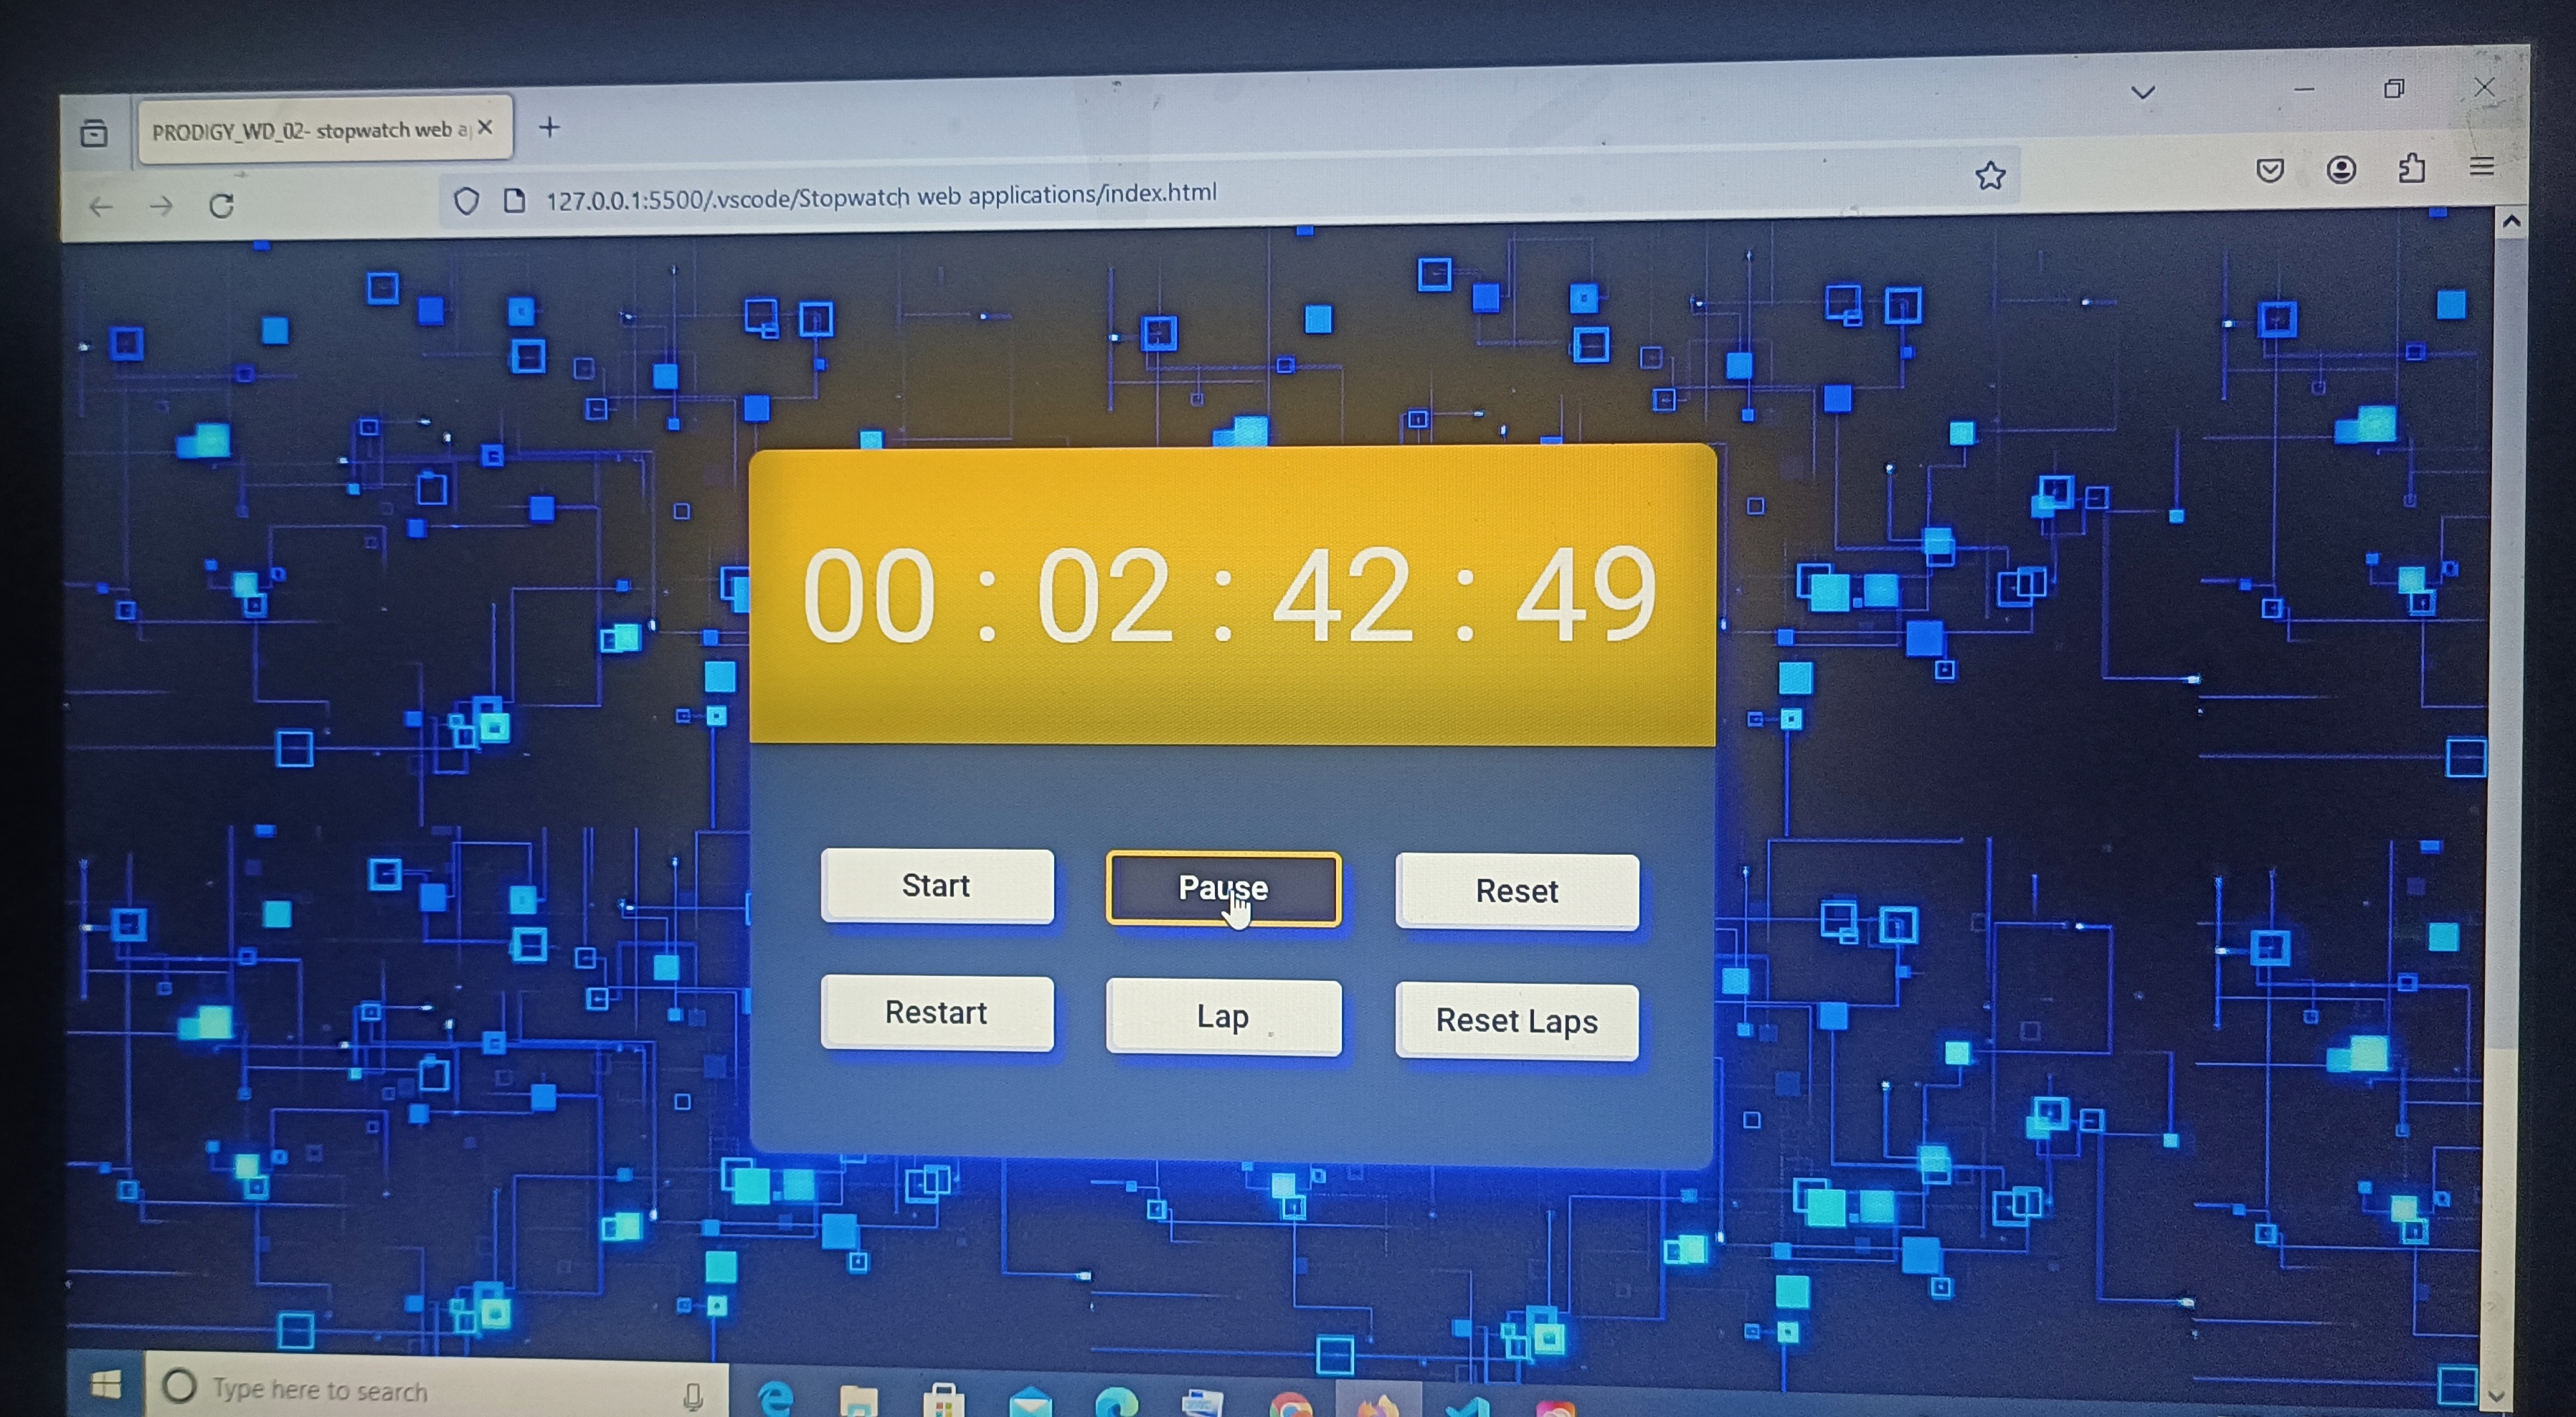 PRODIGY_WD_02- stopwatch web a
127.0.0.1:5500/.vscode/Stopwatch web applications/index.html
00 : 02 : 42 : 49
Start Pause Reset
Restart Lap Reset Laps
Type here to search